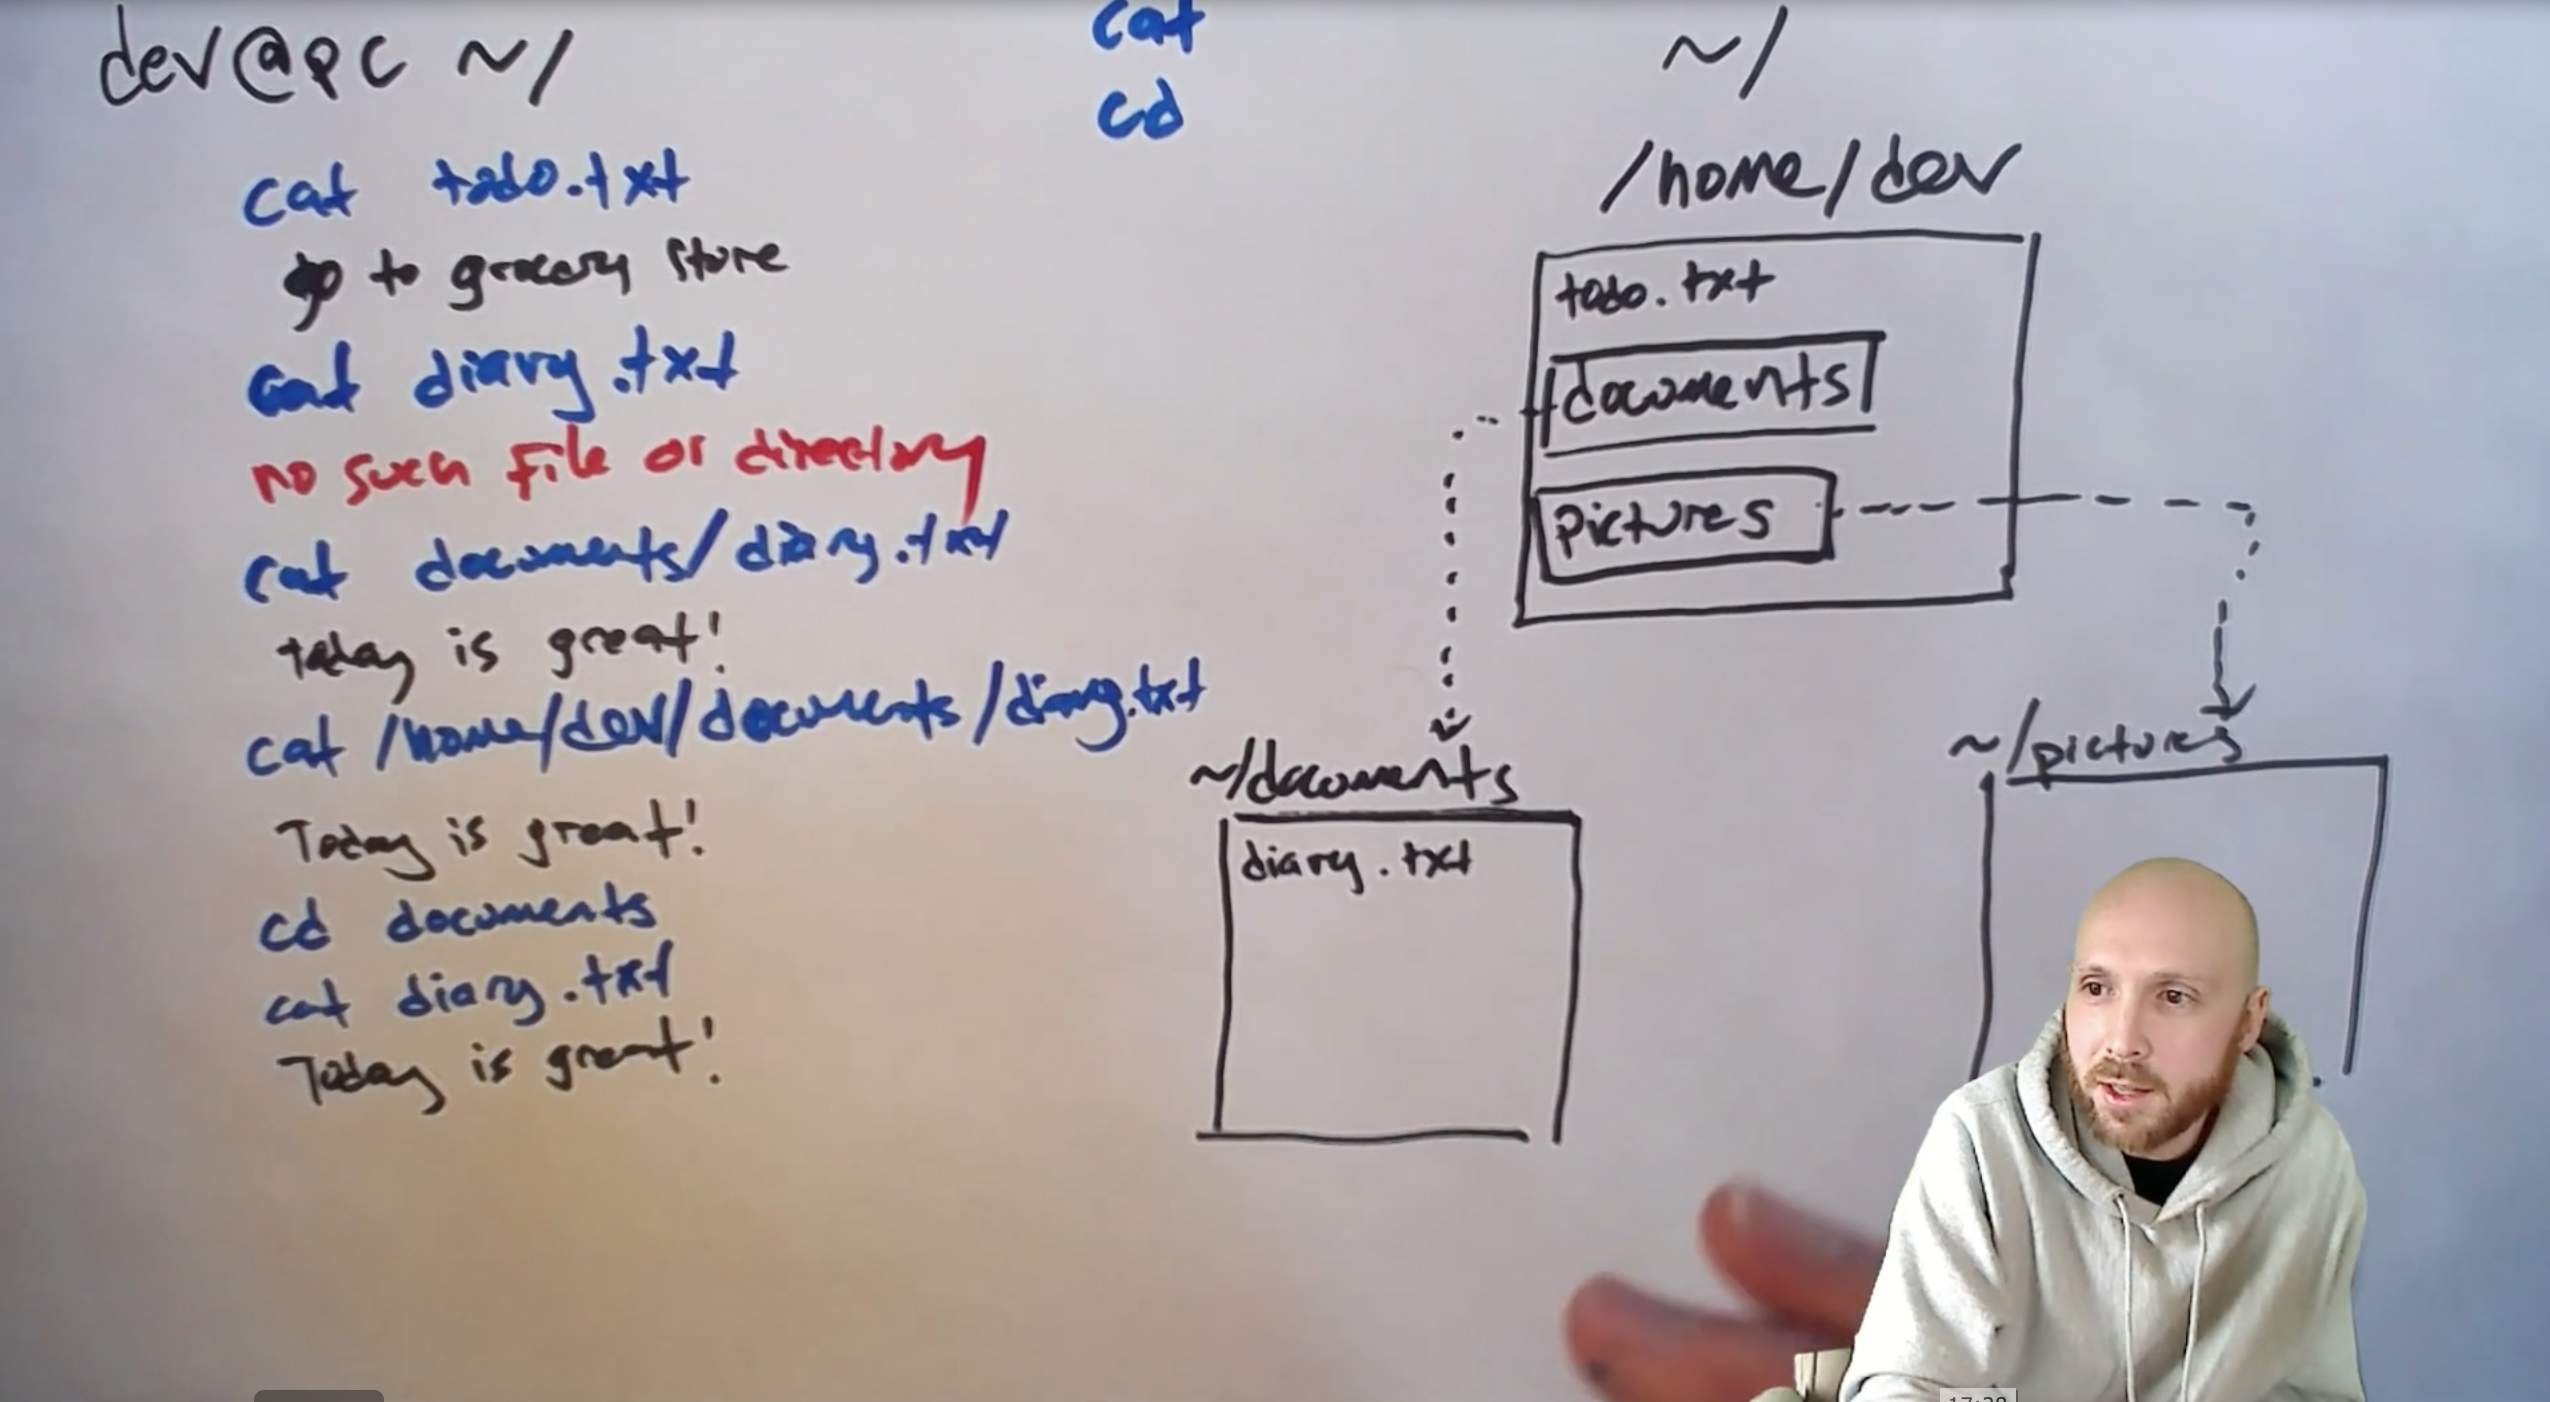 dev@pc ~/
cat todo.txt
go to grocery store
cat diary.txt
no such file or directory
cat documents/diary.txt
today is great!
cat /home/dev/documents/diary.txt
Today is great!
cd documents
cat diary.txt
Today is great!
cat
cd
~/
/home/dev
todo.txt
documents
pictures
~/documents
diary.txt
~/pictures